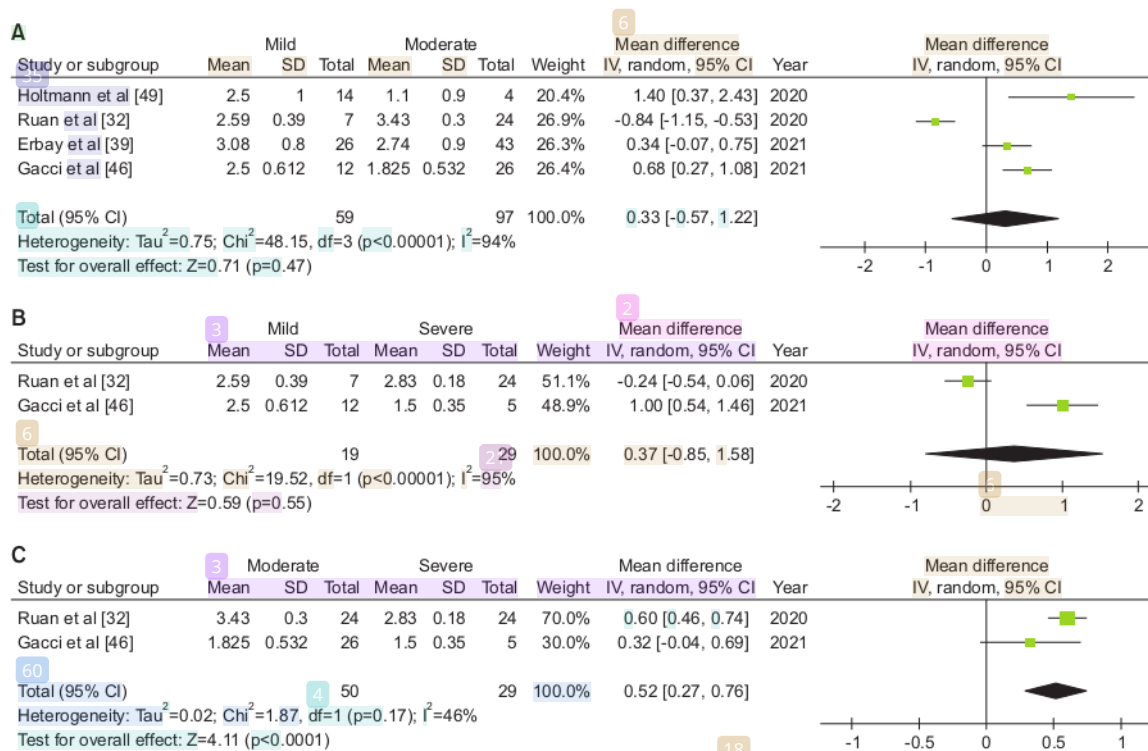 A
6
Mild Moderate Mean difference Mean difference
Study or subgroup Mean SD Total Mean SD Total Weight IV, random, 95% CI Year IV, random, 95% CI
35
Holtmann et al [49] 2.5 1 14 1.1 0.9 4 20.4% 1.40 [0.37, 2.43] 2020
Ruan et al [32] 2.59 0.39 7 3.43 0.3 24 26.9% -0.84 [-1.15, -0.53] 2020
Erbay et al [39] 3.08 0.8 26 2.74 0.9 43 26.3% 0.34 [-0.07, 0.75] 2021
Gacci et al [46] 2.5 0.612 12 1.825 0.532 26 26.4% 0.68 [0.27, 1.08] 2021
Total (95% CI) 59 97 100.0% 0.33 [-0.57, 1.22]
Heterogeneity: Tau²=0.75; Chi²=48.15, df=3 (p<0.00001); I²=94%
Test for overall effect: Z=0.71 (p=0.47)
-2 -1 0 1 2
B
3 2
Mild Severe Mean difference Mean difference
Study or subgroup Mean SD Total Mean SD Total Weight IV, random, 95% CI Year IV, random, 95% CI
Ruan et al [32] 2.59 0.39 7 2.83 0.18 24 51.1% -0.24 [-0.54, 0.06] 2020
Gacci et al [46] 2.5 0.612 12 1.5 0.35 5 48.9% 1.00 [0.54, 1.46] 2021
6
Total (95% CI) 19 29 100.0% 0.37 [-0.85, 1.58]
Heterogeneity: Tau²=0.73; Chi²=19.52, df=1 (p<0.00001); I²=95%
Test for overall effect: Z=0.59 (p=0.55)
-2 -1 0 1 2
C
3
Moderate Severe Mean difference Mean difference
Study or subgroup Mean SD Total Mean SD Total Weight IV, random, 95% CI Year IV, random, 95% CI
Ruan et al [32] 3.43 0.3 24 2.83 0.18 24 70.0% 0.60 [0.46, 0.74] 2020
Gacci et al [46] 1.825 0.532 26 1.5 0.35 5 30.0% 0.32 [-0.04, 0.69] 2021
60
Total (95% CI) 50 29 100.0% 0.52 [0.27, 0.76]
4
Heterogeneity: Tau²=0.02; Chi²=1.87, df=1 (p=0.17); I²=46%
Test for overall effect: Z=4.11 (p<0.0001)
18
-1 -0.5 0 0.5 1